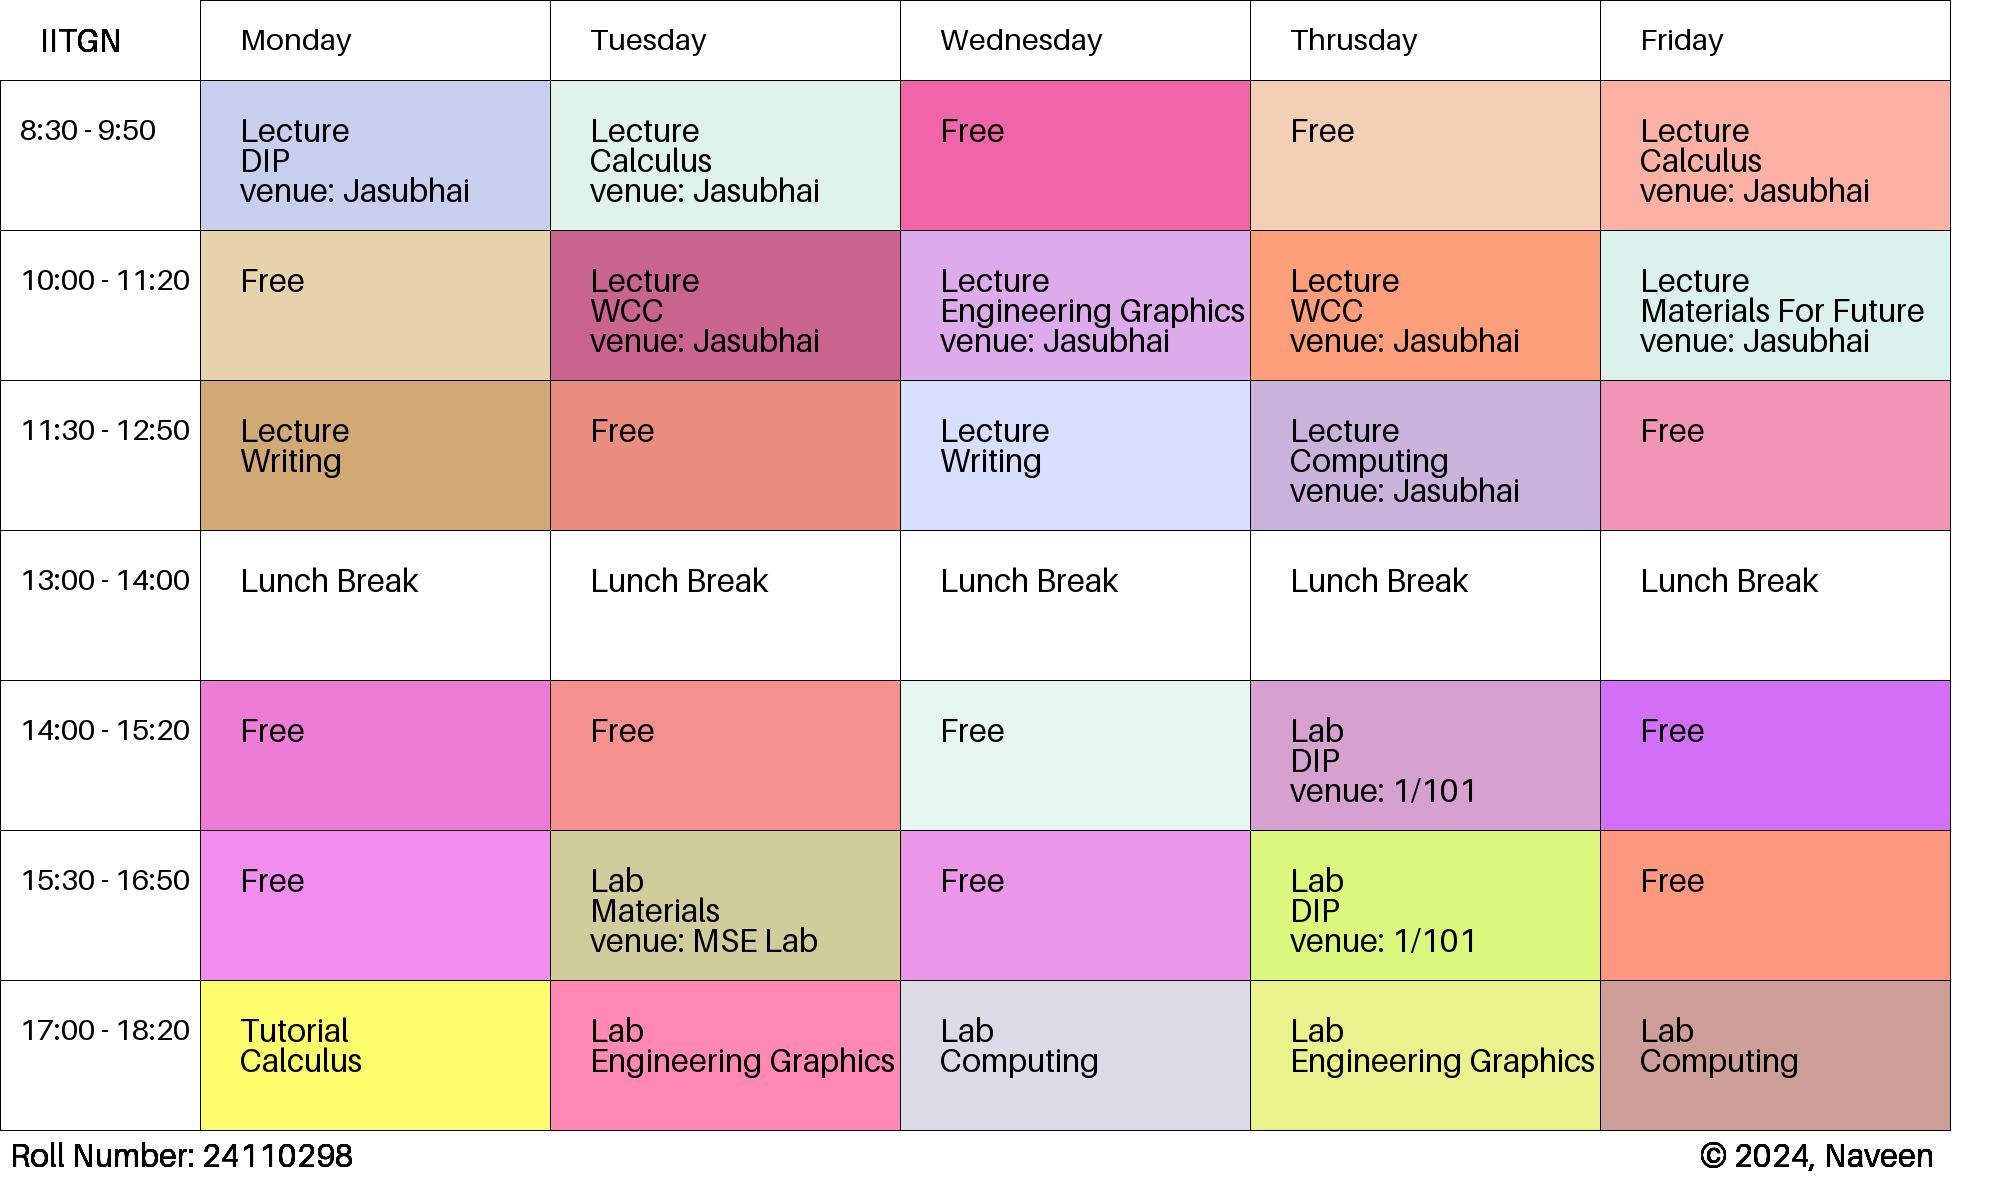 IITGN
Monday
Tuesday
Wednesday
Thrusday
Friday
8:30 - 9:50
Lecture
DIP
venue: Jasubhai
Lecture
Calculus
venue: Jasubhai
Free
Free
Lecture
Calculus
venue: Jasubhai
10:00 - 11:20
Free
Lecture
WCC
venue: Jasubhai
Lecture
Engineering Graphics
venue: Jasubhai
Lecture
WCC
venue: Jasubhai
Lecture
Materials For Future
venue: Jasubhai
11:30 - 12:50
Lecture
Writing
Free
Lecture
Writing
Lecture
Computing
venue: Jasubhai
Free
13:00 - 14:00
Lunch Break
Lunch Break
Lunch Break
Lunch Break
Lunch Break
14:00 - 15:20
Free
Free
Free
Lab
DIP
venue: 1/101
Free
15:30 - 16:50
Free
Lab
Materials
venue: MSE Lab
Free
Lab
DIP
venue: 1/101
Free
17:00 - 18:20
Tutorial
Calculus
Lab
Engineering Graphics
Lab
Computing
Lab
Engineering Graphics
Lab
Computing
Roll Number: 24110298
© 2024, Naveen